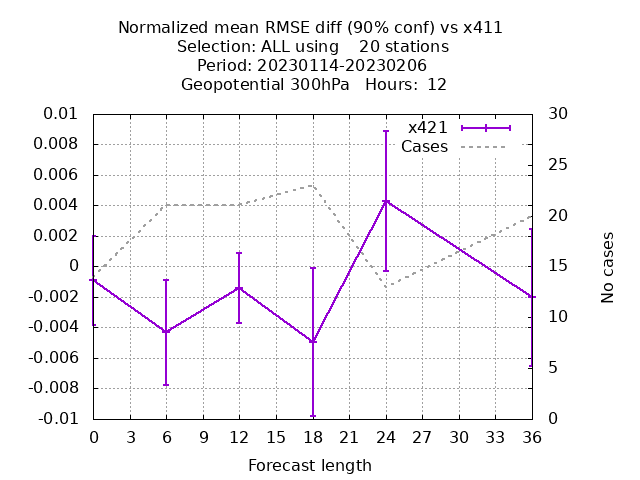 Normalized mean RMSE diff (90% conf) vs x411
Selection: ALL using    20 stations
Period: 20230114-20230206
Geopotential 300hPa   Hours:  12
0.01
0.008
0.006
0.004
0.002
0
-0.002
-0.004
-0.006
-0.008
-0.01
x421
Cases
30
25
20
15
10
5
0
No cases
0 3 6 9 12 15 18 21 24 27 30 33 36
Forecast length